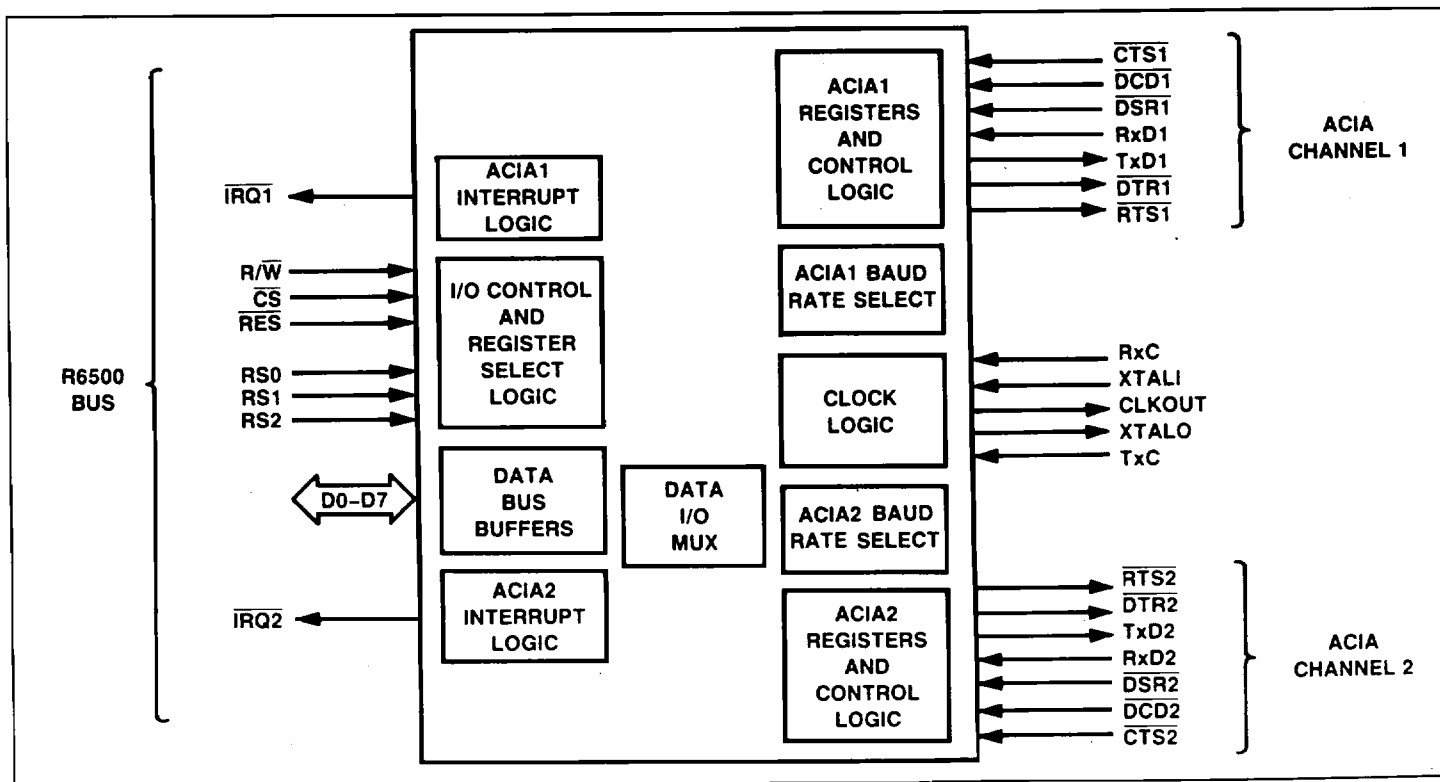 R6500
BUS
IRQ1
R/W
CS
RES
RS0
RS1
RS2
D0–D7
IRQ2
ACIA1
INTERRUPT
LOGIC
I/O CONTROL
AND
REGISTER
SELECT
LOGIC
DATA
BUS
BUFFERS
ACIA2
INTERRUPT
LOGIC
DATA
I/O
MUX
ACIA1
REGISTERS
AND
CONTROL
LOGIC
ACIA1 BAUD
RATE SELECT
CLOCK
LOGIC
ACIA2 BAUD
RATE SELECT
ACIA2
REGISTERS
AND
CONTROL
LOGIC
CTS1
DCD1
DSR1
RxD1
TxD1
DTR1
RTS1
ACIA
CHANNEL 1
RxC
XTALI
CLKOUT
XTALO
TxC
RTS2
DTR2
TxD2
RxD2
DSR2
DCD2
CTS2
ACIA
CHANNEL 2